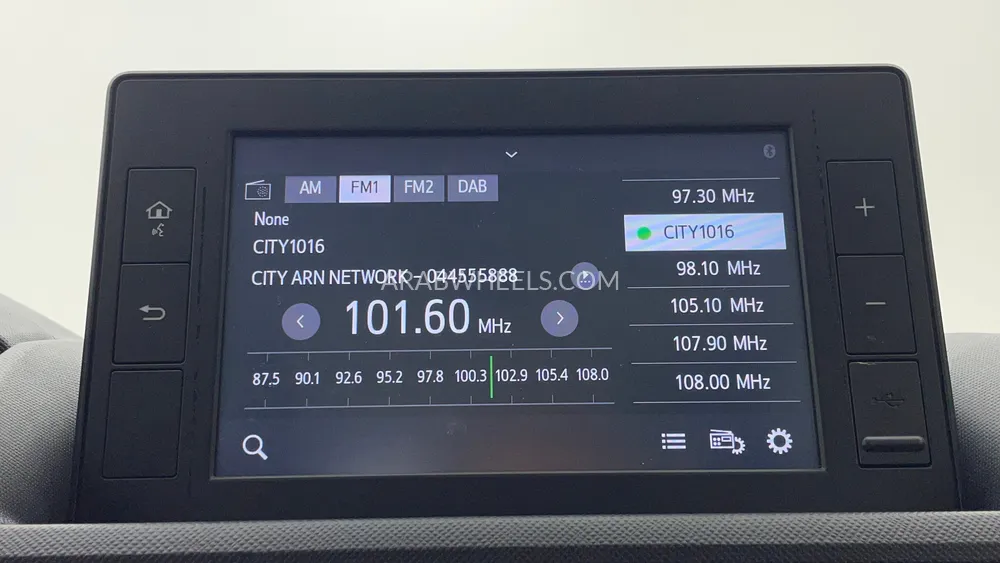 AM FM1 FM2 DAB
None
CITY1016
CITY ARN NETWORK - 044555888
ARABWHEELS.COM
101.60 MHz
87.5 90.1 92.6 95.2 97.8 100.3 102.9 105.4 108.0
97.30 MHz
CITY1016
98.10 MHz
105.10 MHz
107.90 MHz
108.00 MHz
+
−